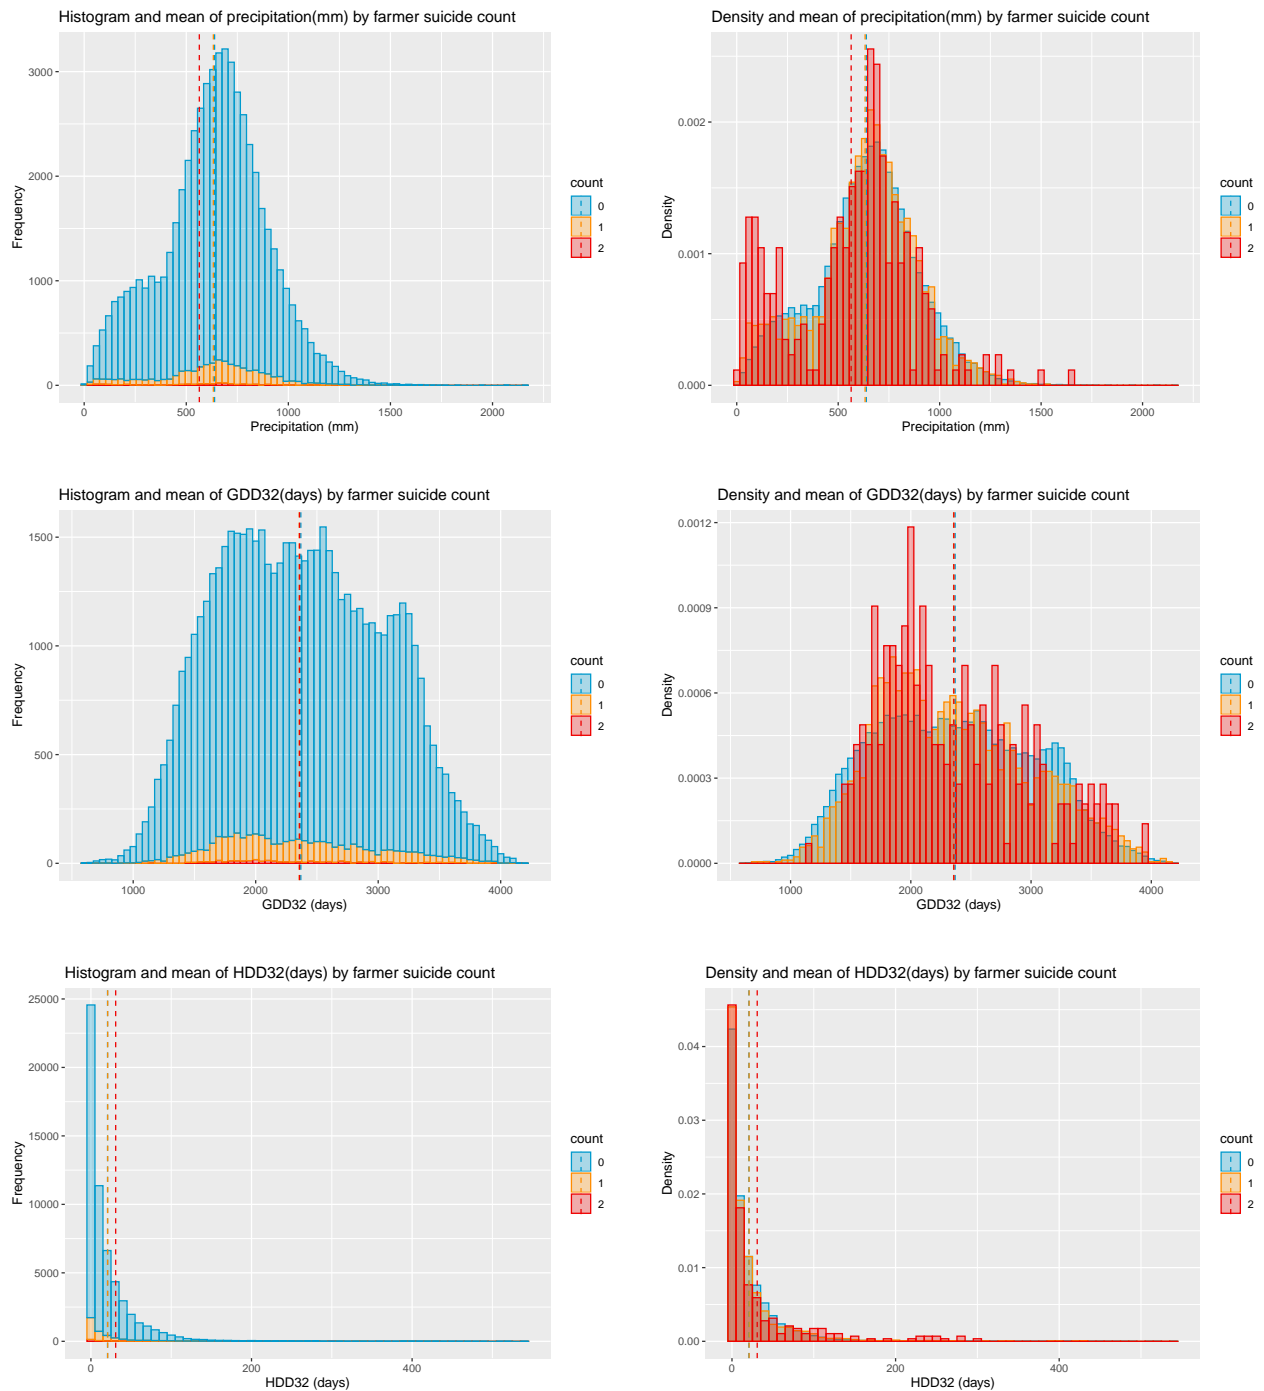 Histogram and mean of precipitation(mm) by farmer suicide count
3000
2000
1000
0
Frequency
0 500 1000 1500 2000
Precipitation (mm)
count
0
1
2
Density and mean of precipitation(mm) by farmer suicide count
0.002
0.001
0.000
Density
0 500 1000 1500 2000
Precipitation (mm)
count
0
1
2
Histogram and mean of GDD32(days) by farmer suicide count
1500
1000
500
0
Frequency
1000 2000 3000 4000
GDD32 (days)
count
0
1
2
Density and mean of GDD32(days) by farmer suicide count
0.0012
0.0009
0.0006
0.0003
0.0000
Density
1000 2000 3000 4000
GDD32 (days)
count
0
1
2
Histogram and mean of HDD32(days) by farmer suicide count
25000
20000
15000
10000
5000
0
Frequency
0 200 400
HDD32 (days)
count
0
1
2
Density and mean of HDD32(days) by farmer suicide count
0.04
0.03
0.02
0.01
0.00
Density
0 200 400
HDD32 (days)
count
0
1
2